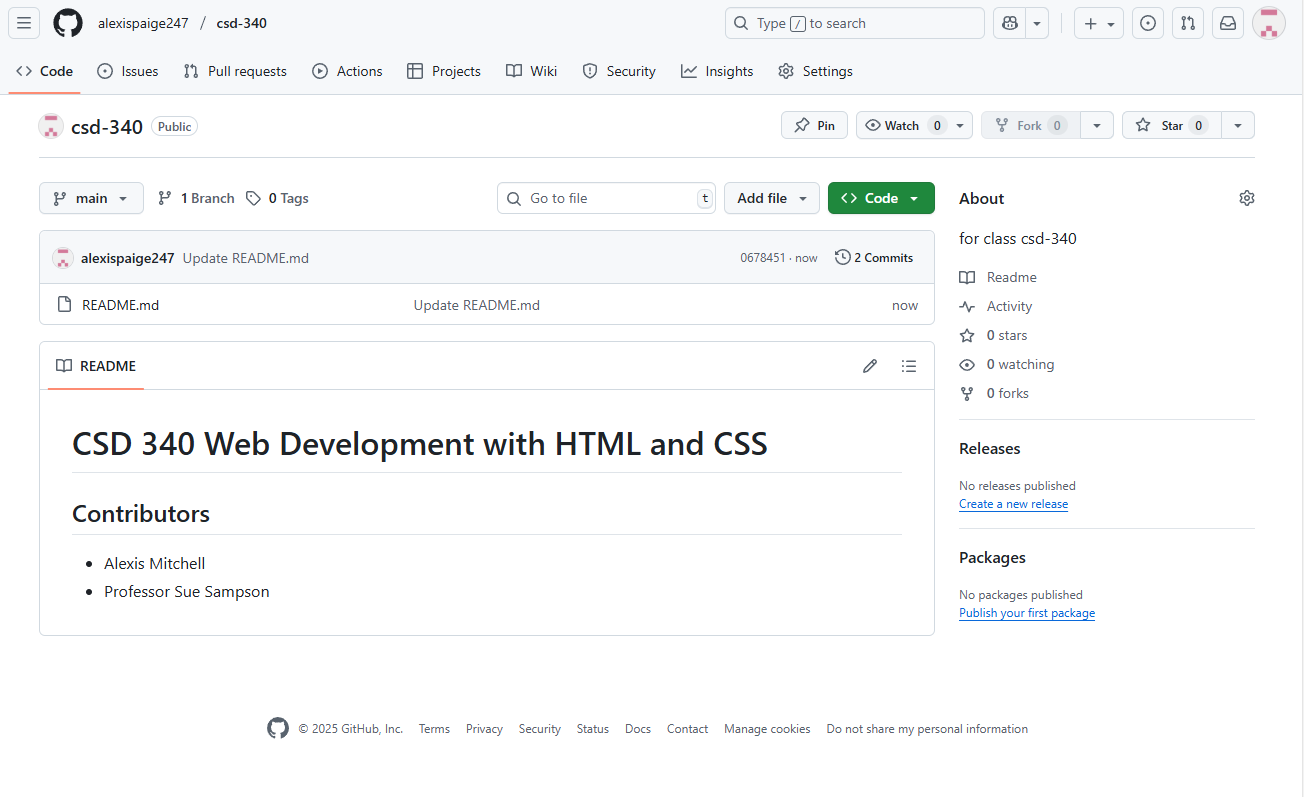 alexispaige247 / csd-340 Type / to search
Code Issues Pull requests Actions Projects Wiki Security Insights Settings
csd-340 Public Pin Watch 0 Fork 0 Star 0
main 1 Branch 0 Tags Go to file t Add file Code
alexispaige247 Update README.md 0678451 · now 2 Commits
README.md Update README.md now
README
CSD 340 Web Development with HTML and CSS
Contributors
• Alexis Mitchell
• Professor Sue Sampson
About
for class csd-340
Readme
Activity
0 stars
0 watching
0 forks
Releases
No releases published
Create a new release
Packages
No packages published
Publish your first package
© 2025 GitHub, Inc. Terms Privacy Security Status Docs Contact Manage cookies Do not share my personal information